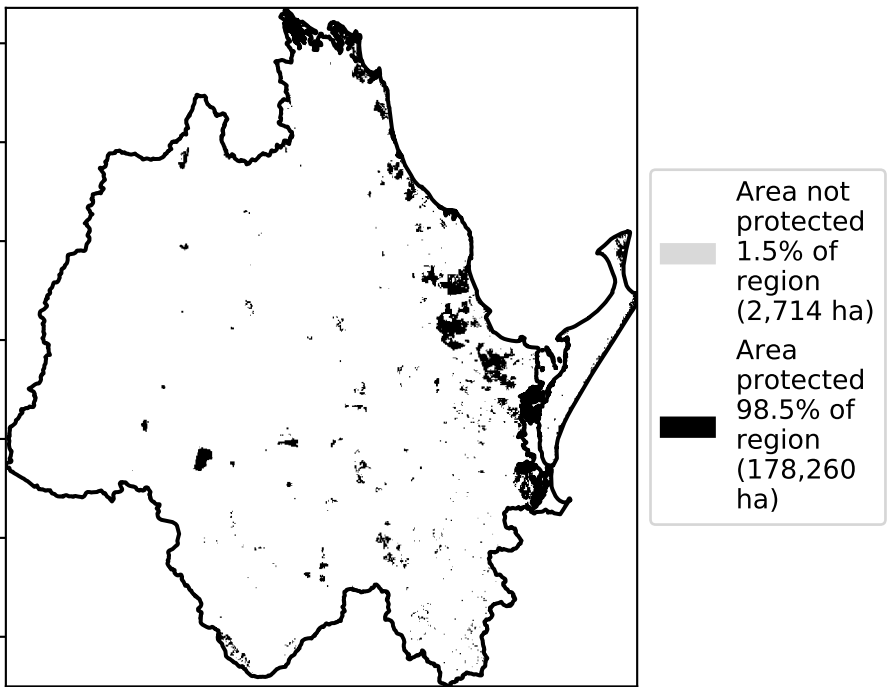 Area not
protected
1.5% of
region
(2,714 ha)
Area
protected
98.5% of
region
(178,260
ha)